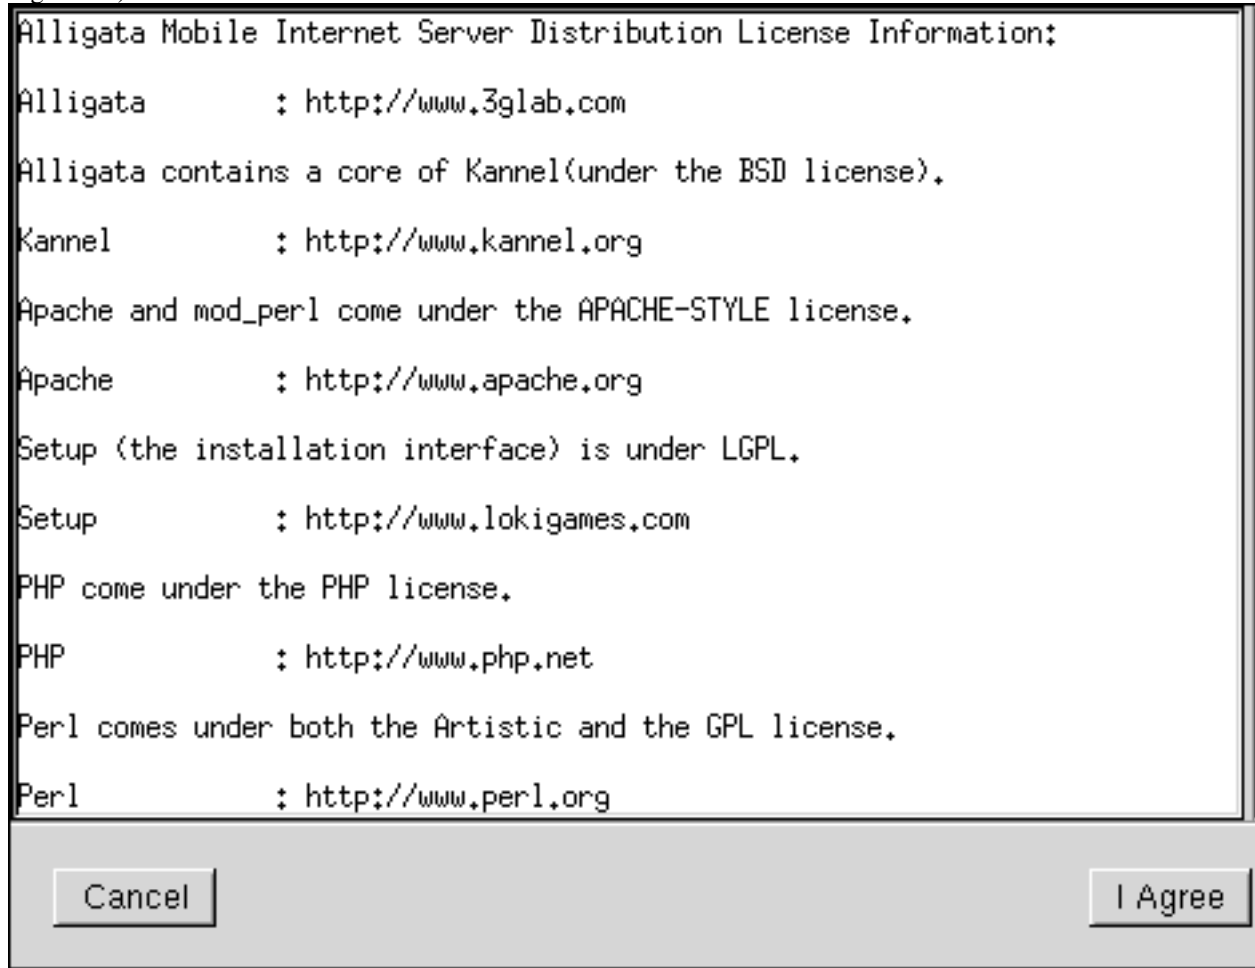 Alligata Mobile Internet Server Distribution License Information:
Alligata : http://www.3glab.com
Alligata contains a core of Kannel(under the BSD license).
Kannel : http://www.kannel.org
Apache and mod_perl come under the APACHE-STYLE license.
Apache : http://www.apache.org
Setup (the installation interface) is under LGPL.
Setup : http://www.lokigames.com
PHP come under the PHP license.
PHP : http://www.php.net
Perl comes under both the Artistic and the GPL license.
Perl : http://www.perl.org
Cancel
I Agree